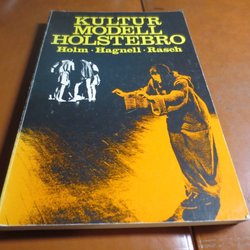 KULTUR
MODELL
HOLSTEBRO
Holm · Hagnell · Rasch